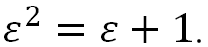 ε² = ε + 1.